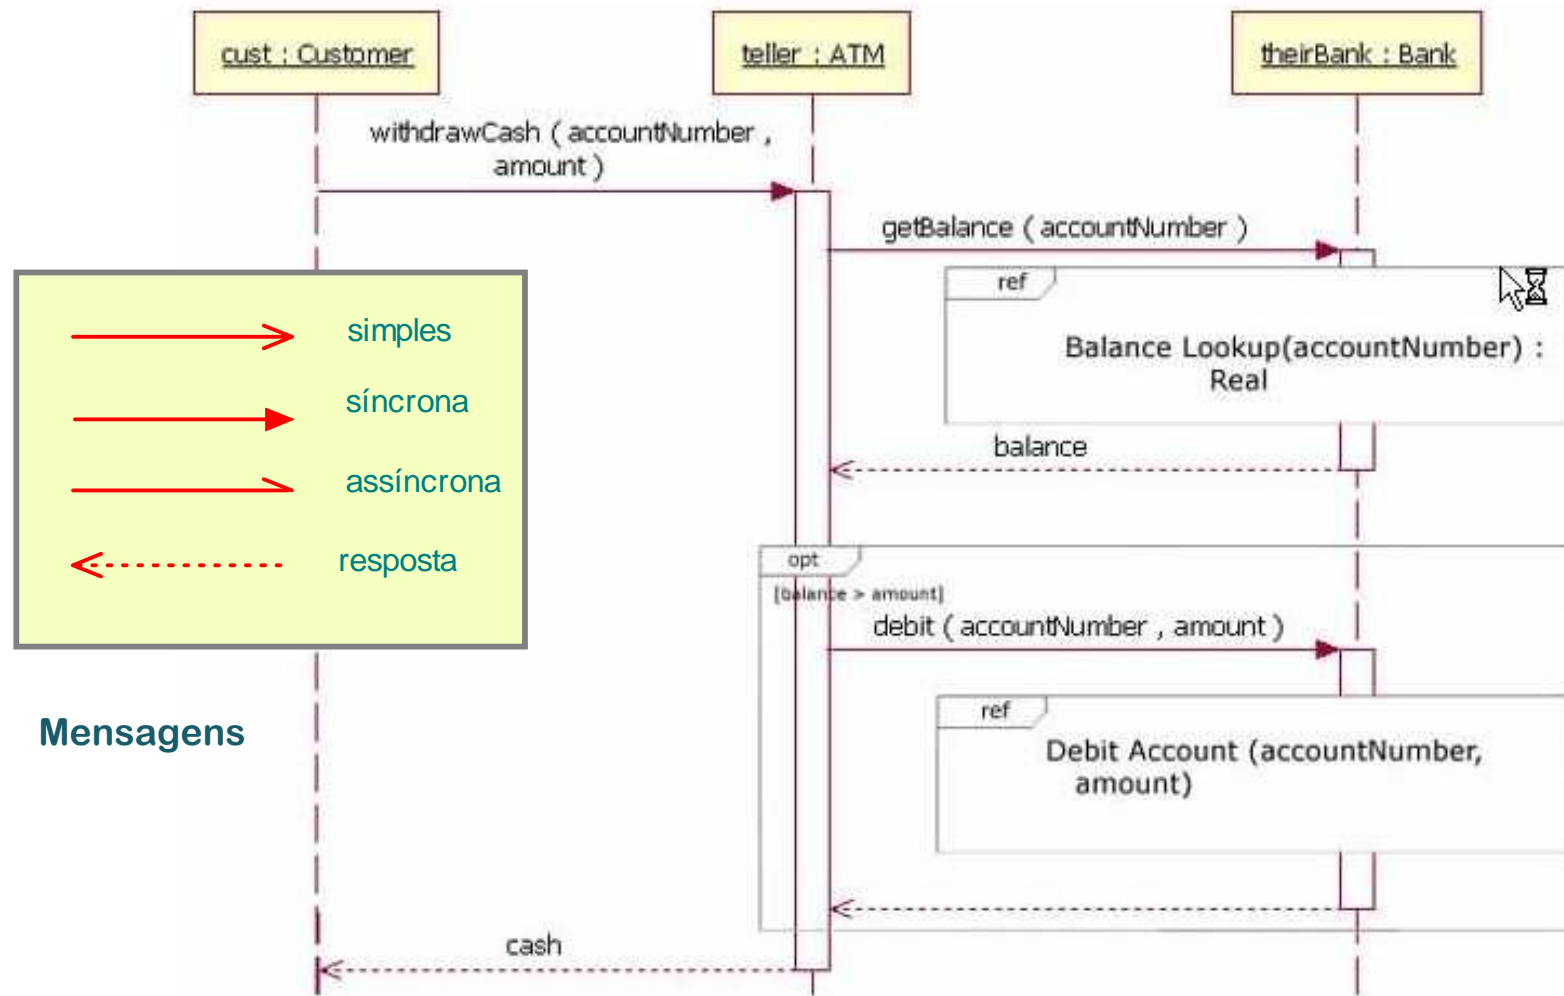 cust : Customer
teller : ATM
theirBank : Bank
withdrawCash ( accountNumber ,
amount )
getBalance ( accountNumber )
ref
Balance Lookup(accountNumber) :
Real
balance
simples
síncrona
assíncrona
resposta
Mensagens
opt
[balance > amount]
debit ( accountNumber , amount )
ref
Debit Account (accountNumber,
amount)
cash